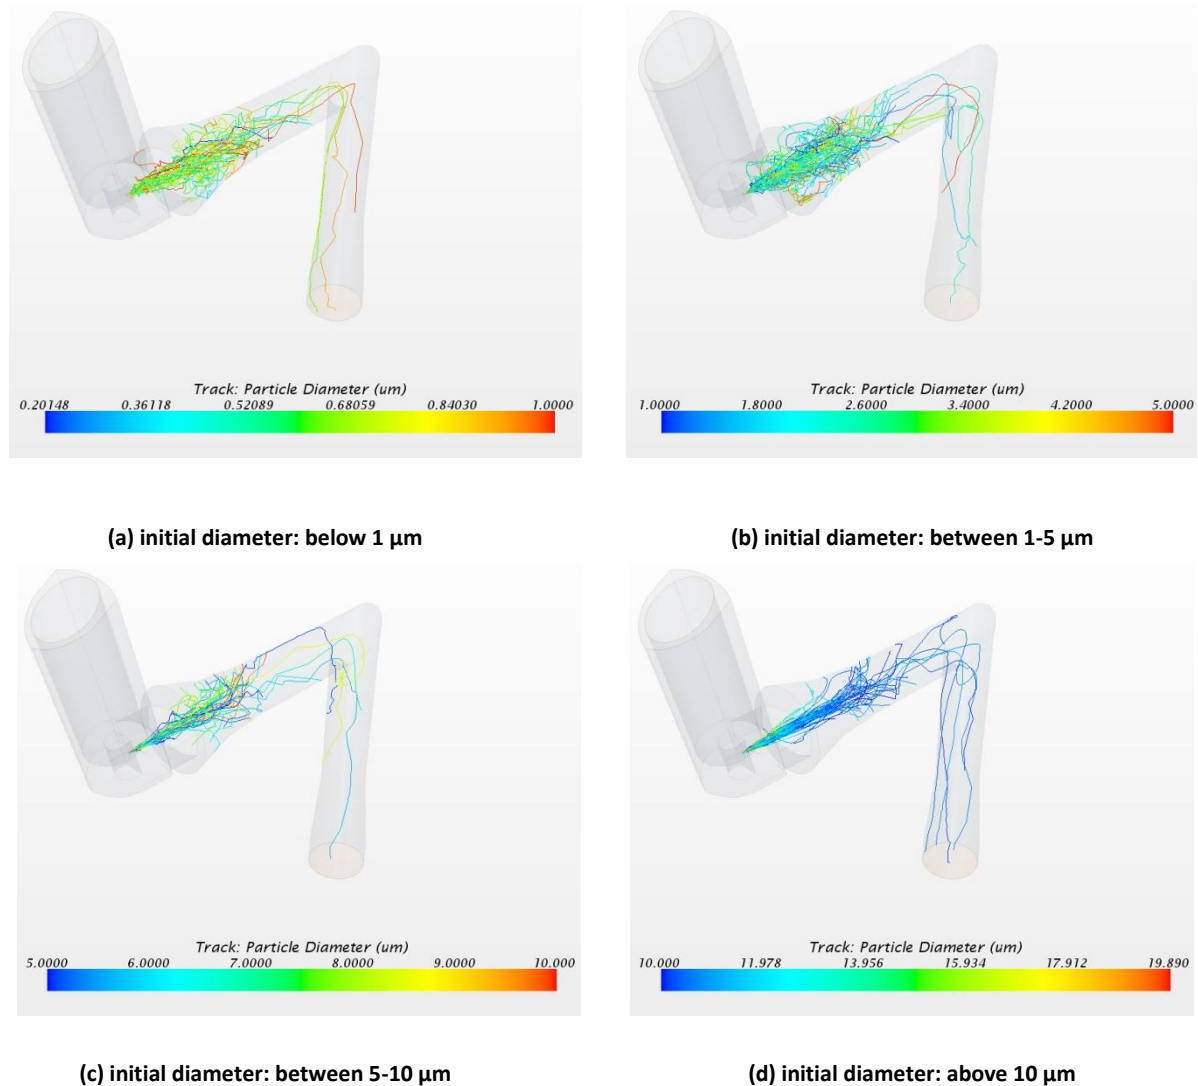 Track: Particle Diameter (um)
0.20148 0.36118 0.52089 0.68059 0.84030 1.0000
Track: Particle Diameter (um)
1.0000 1.8000 2.6000 3.4000 4.2000 5.0000
(a) initial diameter: below 1 µm
(b) initial diameter: between 1-5 µm
Track: Particle Diameter (um)
5.0000 6.0000 7.0000 8.0000 9.0000 10.000
Track: Particle Diameter (um)
10.000 11.978 13.956 15.934 17.912 19.890
(c) initial diameter: between 5-10 µm
(d) initial diameter: above 10 µm